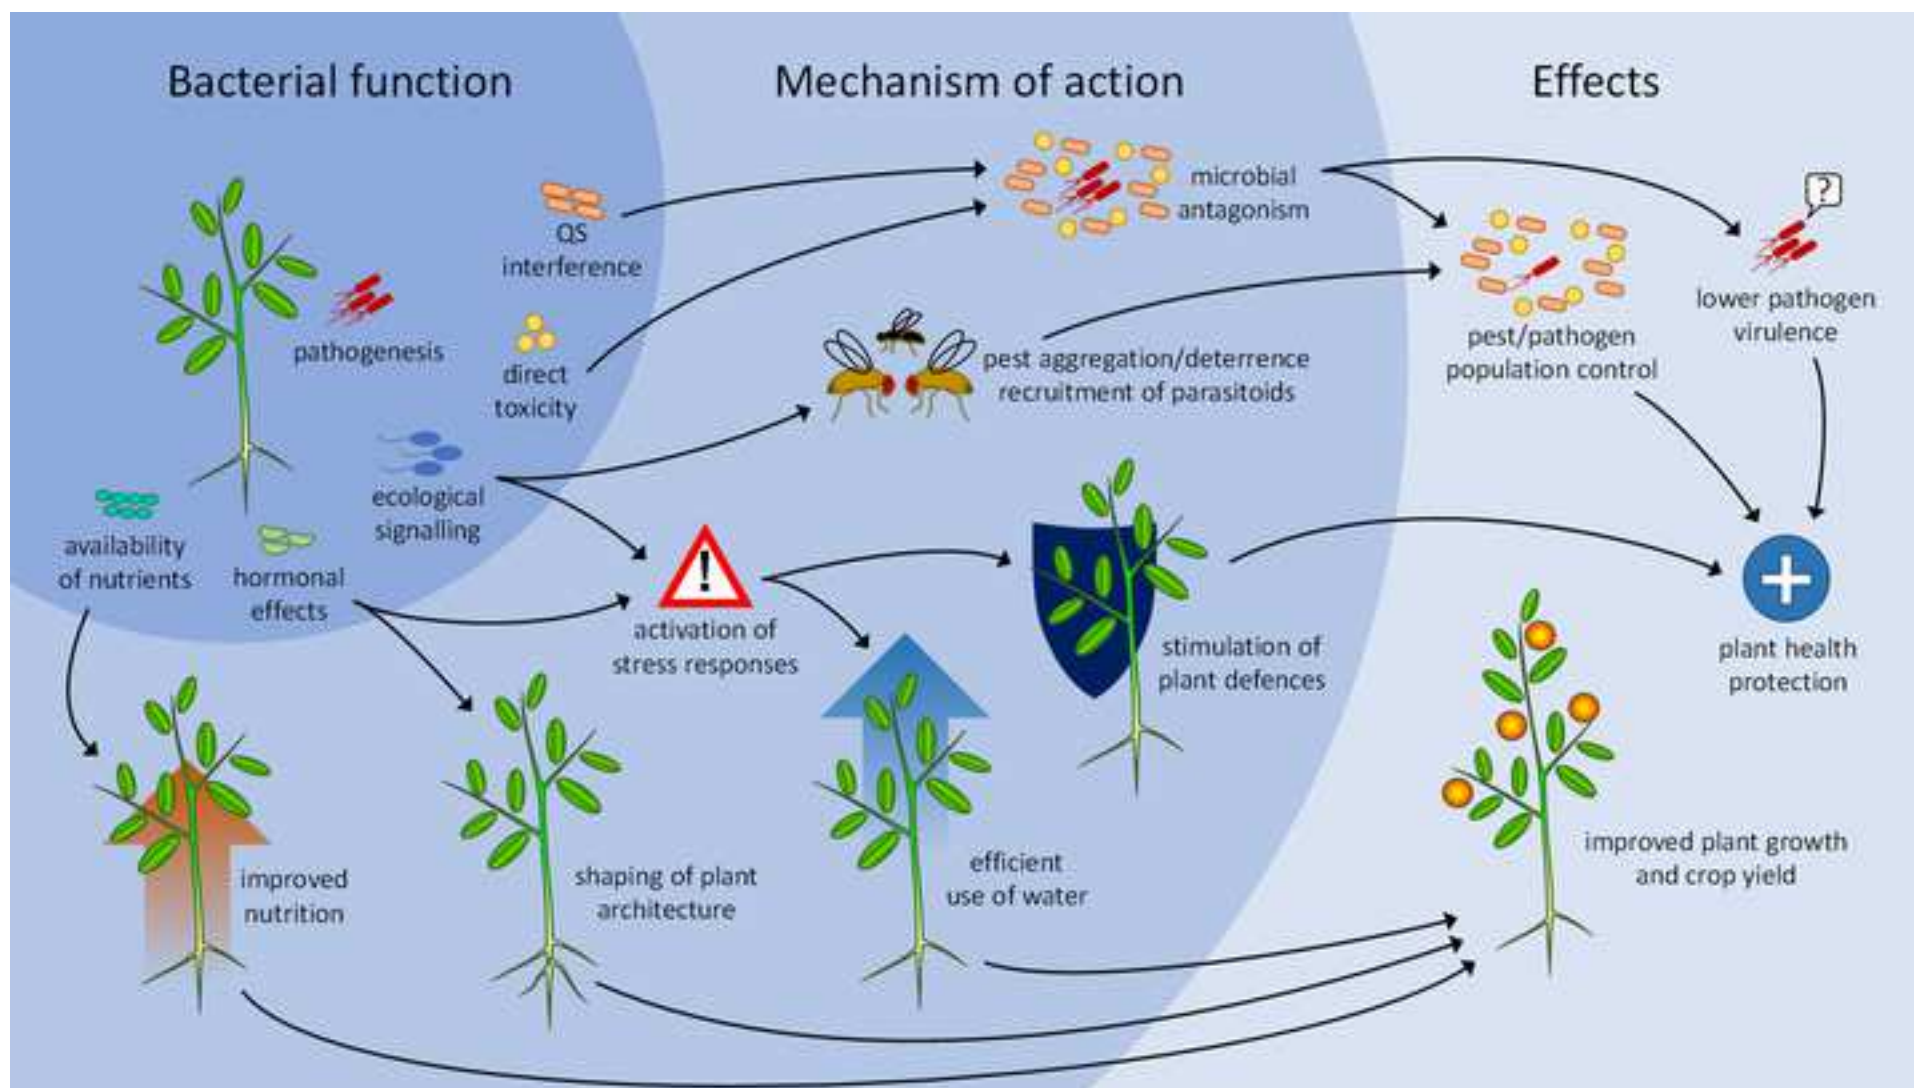 Bacterial function
Mechanism of action
Effects
QS
interference
pathogenesis
direct
toxicity
ecological
signalling
availability
of nutrients
hormonal
effects
microbial
antagonism
pest aggregation/deterrence
recruitment of parasitoids
!
activation of
stress responses
stimulation of
plant defences
improved
nutrition
shaping of plant
architecture
efficient
use of water
?
lower pathogen
virulence
pest/pathogen
population control
plant health
protection
improved plant growth
and crop yield